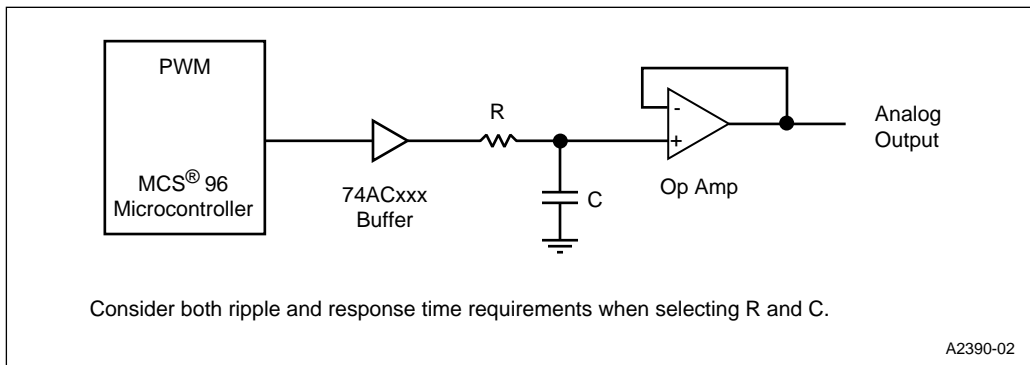 PWM
MCS® 96
Microcontroller
74ACxxx
Buffer
R
C
-
+
Op Amp
Analog
Output
Consider both ripple and response time requirements when selecting R and C.
A2390-02